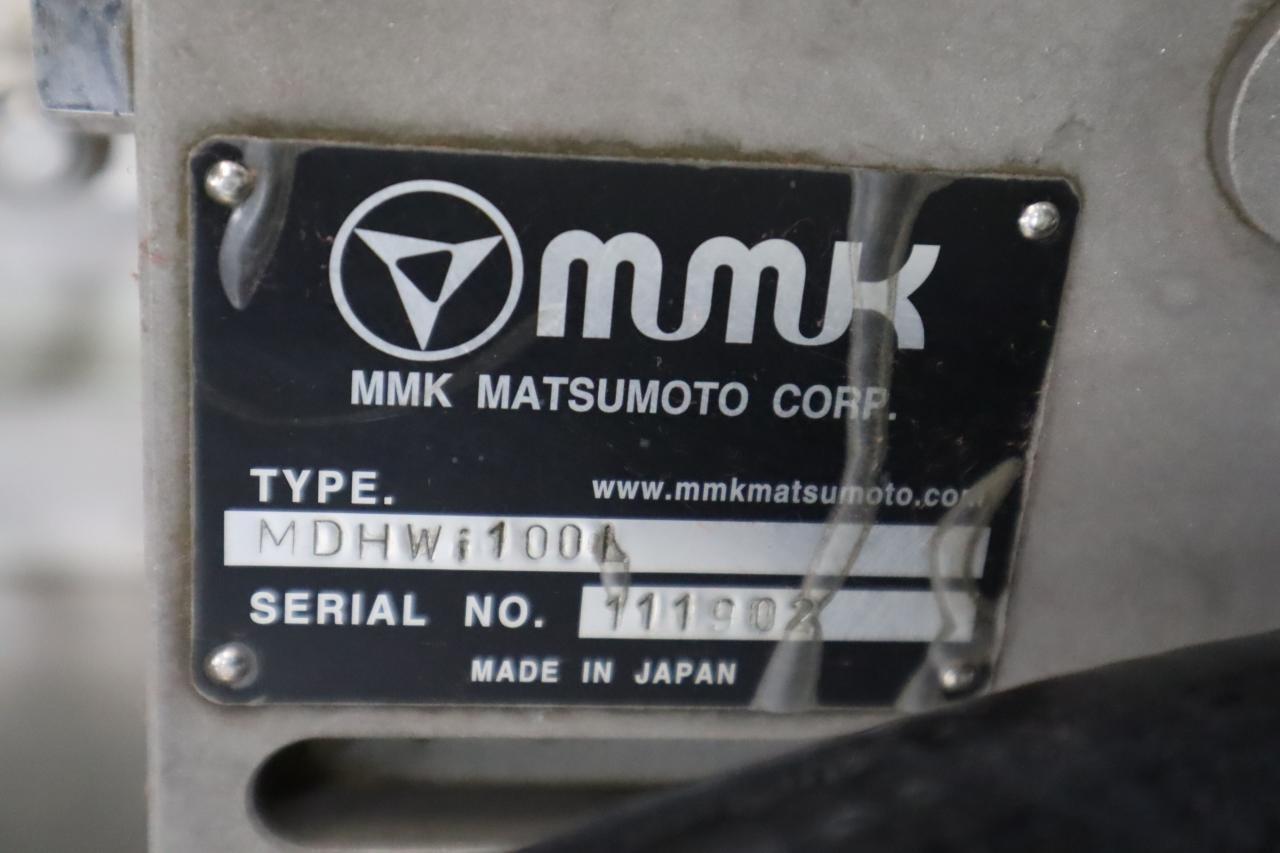 mmk
MMK MATSUMOTO CORP.
TYPE. www.mmkmatsumoto.com
MDHWi100L
SERIAL NO. 111902
MADE IN JAPAN